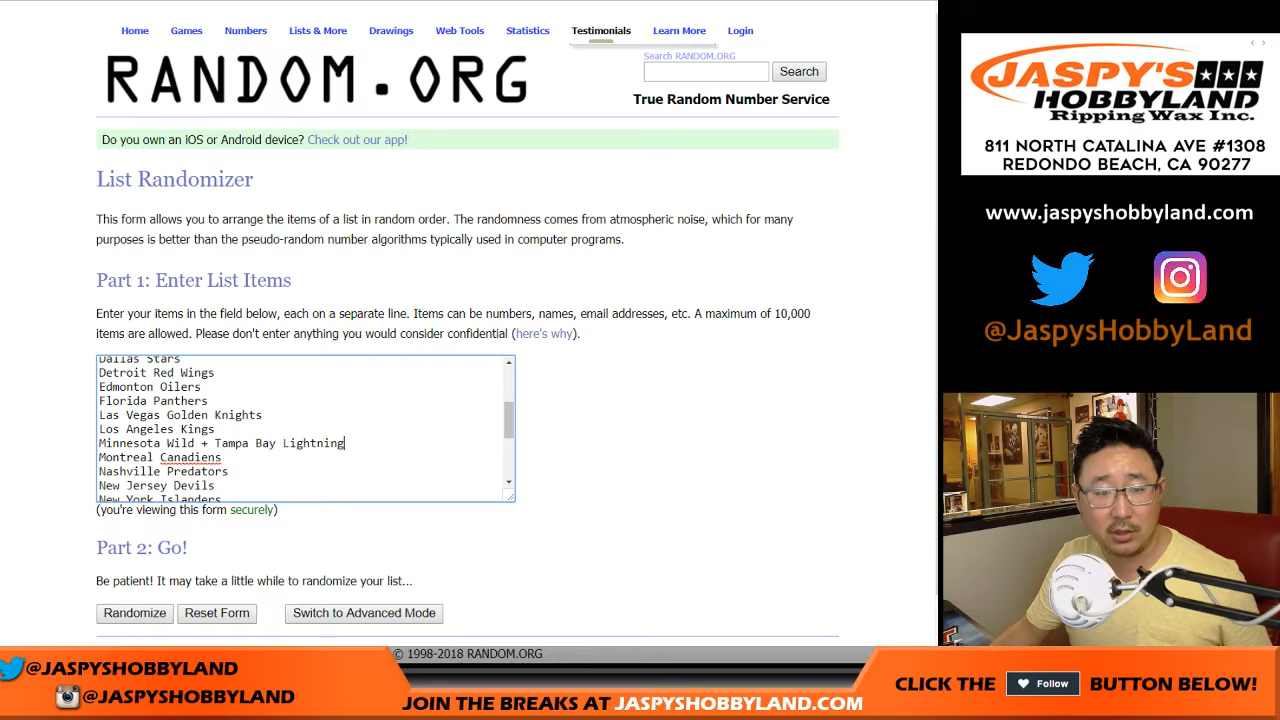 Home Games Numbers Lists & More Drawings Web Tools Statistics Testimonials Learn More Login
RANDOM.ORG
Search RANDOM.ORG
Search
True Random Number Service
Do you own an iOS or Android device? Check out our app!
List Randomizer
This form allows you to arrange the items of a list in random order. The randomness comes from atmospheric noise, which for many
purposes is better than the pseudo-random number algorithms typically used in computer programs.
Part 1: Enter List Items
Enter your items in the field below, each on a separate line. Items can be numbers, names, email addresses, etc. A maximum of 10,000
items are allowed. Please don't enter anything you would consider confidential (here's why).
Dallas Stars
Detroit Red Wings
Edmonton Oilers
Florida Panthers
Las Vegas Golden Knights
Los Angeles Kings
Minnesota Wild + Tampa Bay Lightning
Montreal Canadiens
Nashville Predators
New Jersey Devils
New York Islanders
(you're viewing this form securely)
Part 2: Go!
Be patient! It may take a little while to randomize your list...
Randomize Reset Form Switch to Advanced Mode
© 1998-2018 RANDOM.ORG
JASPY'S
HOBBYLAND
Ripping Wax Inc.
811 NORTH CATALINA AVE #1308
REDONDO BEACH, CA 90277
www.jaspyshobbyland.com
@JaspysHobbyLand
@JASPYSHOBBYLAND
@JASPYSHOBBYLAND
JOIN THE BREAKS AT JASPYSHOBBYLAND.COM
CLICK THE Follow BUTTON BELOW!